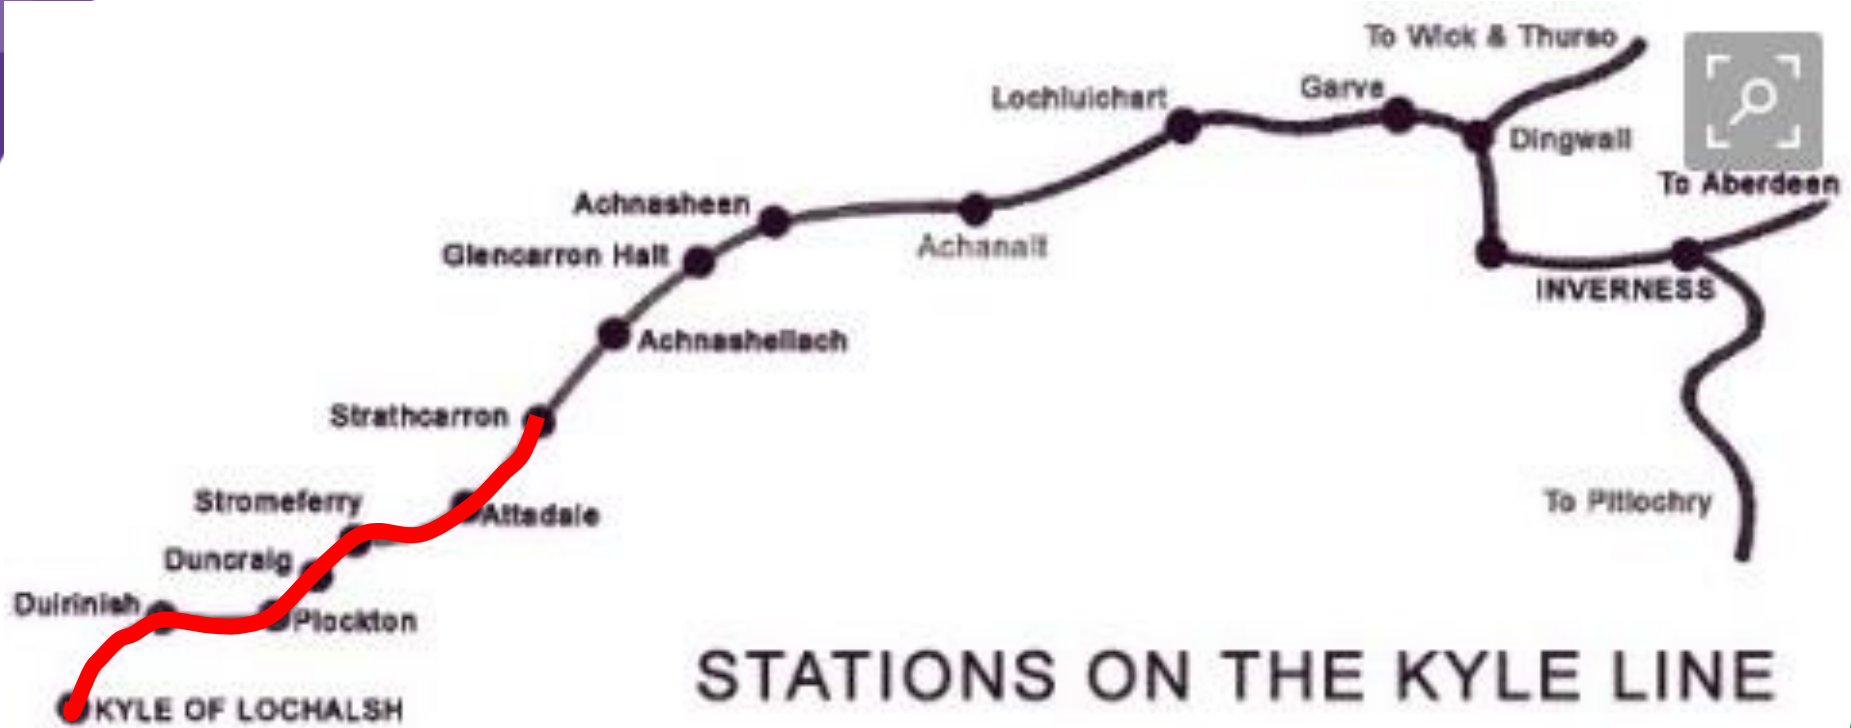 To Wick & Thurso
Garve
Lochluichart
Dingwall
To Aberdeen
Achnasheen
Achanalt
Glencarron Halt
INVERNESS
Achnashellach
Strathcarron
Stromeferry
Attadale
To Pitlochry
Duncraig
Duirinish
Plockton
STATIONS ON THE KYLE LINE
KYLE OF LOCHALSH